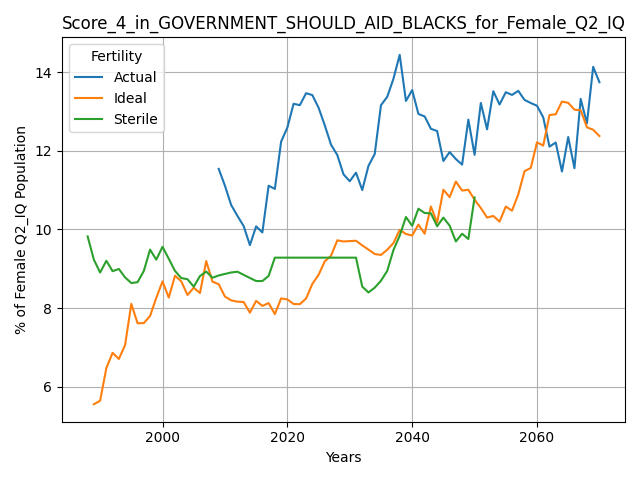 Score_4_in_GOVERNMENT_SHOULD_AID_BLACKS_for_Female_Q2_IQ
Fertility
Actual
Ideal
Sterile
14
12
10
8
6
% of Female Q2_IQ Population
2000
2020
2040
2060
Years